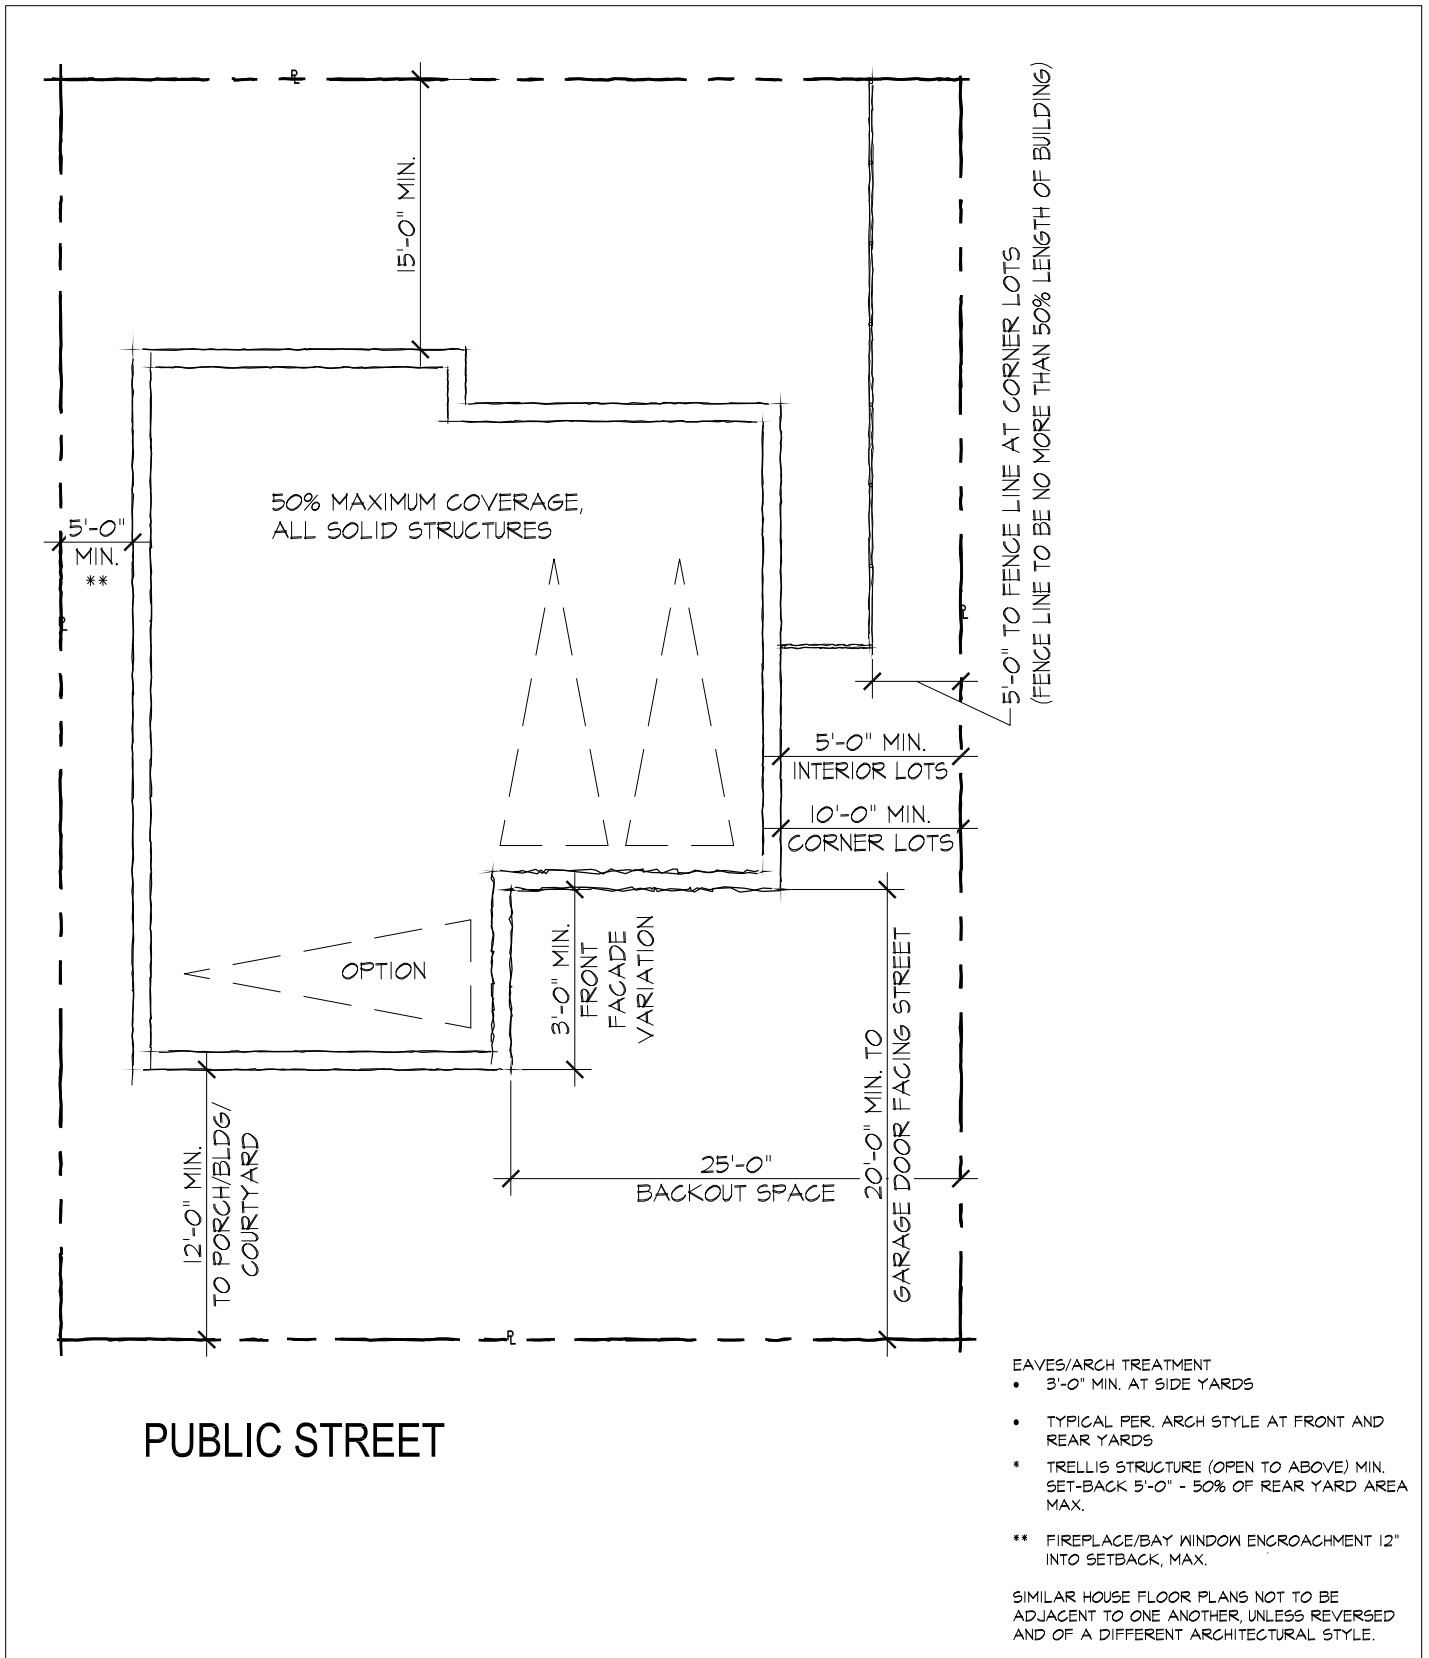 PL
15'-0" MIN.
50% MAXIMUM COVERAGE,
ALL SOLID STRUCTURES
5'-0"
MIN.
**
PL
PL
5'-0" TO FENCE LINE AT CORNER LOTS
(FENCE LINE TO BE NO MORE THAN 50% LENGTH OF BUILDING)
5'-0" MIN.
INTERIOR LOTS
10'-0" MIN.
CORNER LOTS
OPTION
3'-0" MIN.
FRONT
FACADE
VARIATION
20'-0" MIN. TO
GARAGE DOOR FACING STREET
12'-0" MIN.
TO PORCH/BLDG/
COURTYARD
25'-0"
BACKOUT SPACE
PL
PUBLIC STREET
EAVES/ARCH TREATMENT
• 3'-0" MIN. AT SIDE YARDS
• TYPICAL PER. ARCH STYLE AT FRONT AND
REAR YARDS
* TRELLIS STRUCTURE (OPEN TO ABOVE) MIN.
SET-BACK 5'-0" - 50% OF REAR YARD AREA
MAX.
** FIREPLACE/BAY WINDOW ENCROACHMENT 12"
INTO SETBACK, MAX.
SIMILAR HOUSE FLOOR PLANS NOT TO BE
ADJACENT TO ONE ANOTHER, UNLESS REVERSED
AND OF A DIFFERENT ARCHITECTURAL STYLE.